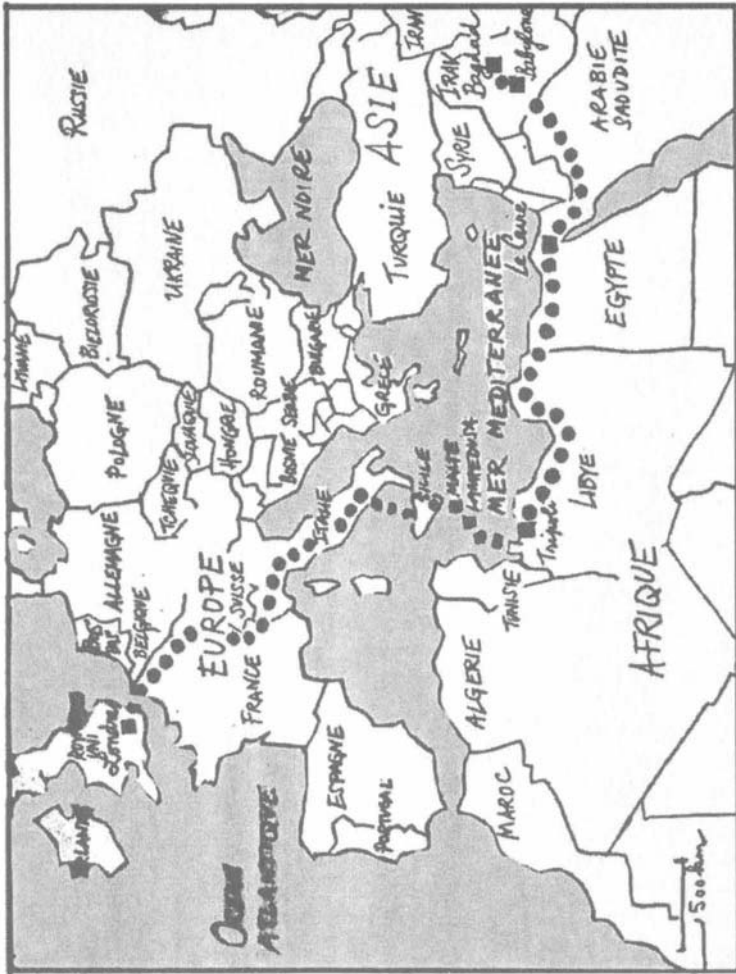 IRLANDE
ROYAUME
UNI
Londres
PAYS
BAS
BELGIQUE
ALLEMAGNE
POLOGNE
LITUANIE
BIELORUSSIE
RUSSIE
TCHEQUIE
SLOVAQUIE
UKRAINE
EUROPE
FRANCE
SUISSE
HONGRIE
ROUMANIE
BOSNIE
SERBIE
BULGARIE
MER NOIRE
OCEAN
ATLANTIQUE
ESPAGNE
PORTUGAL
ITALIE
GRECE
TURQUIE
ASIE
IRAN
SICILE
MALTE
LAMPEDUSA
MER MEDITERRANEE
SYRIE
IRAK
Bagdad
Babylone
MAROC
ALGERIE
TUNISIE
Tripoli
LIBYE
Le Caire
EGYPTE
ARABIE
SAOUDITE
AFRIQUE
500 km